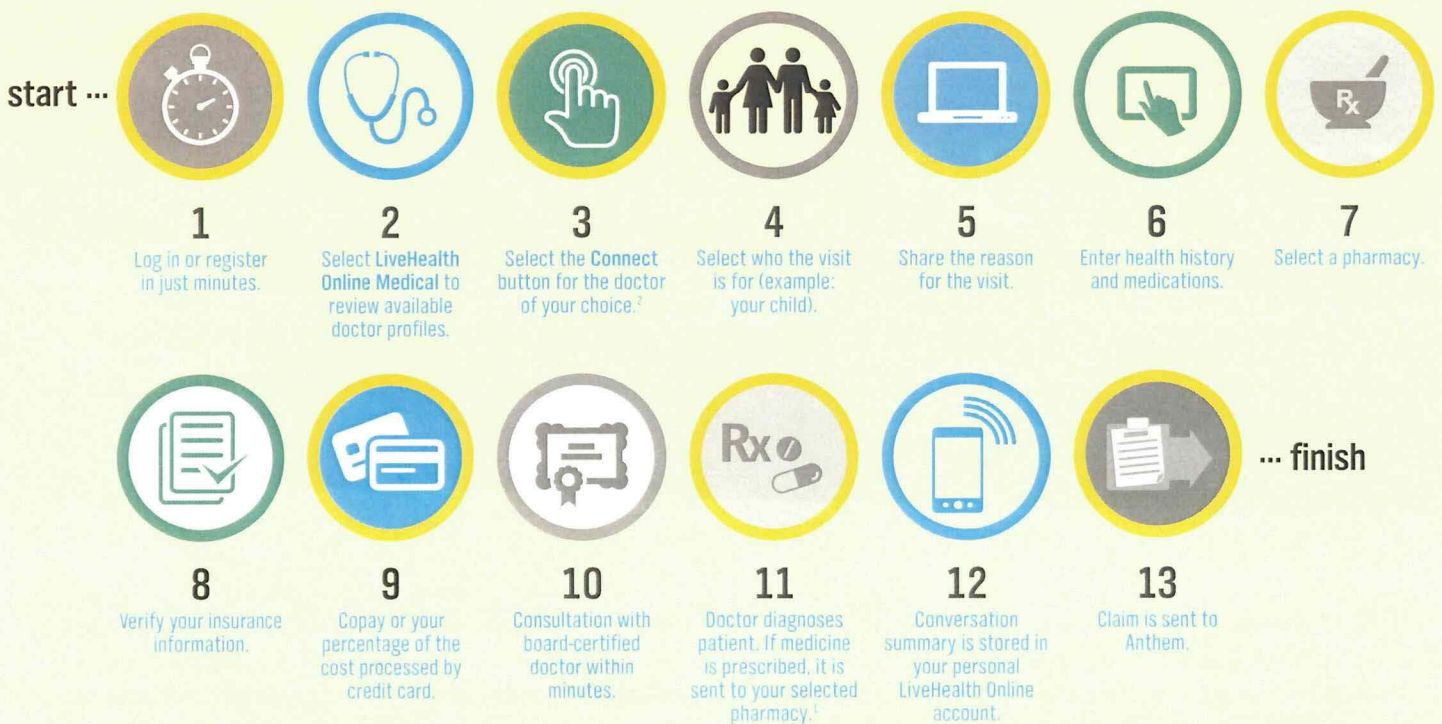 start ...
1
Log in or register
in just minutes.
2
Select LiveHealth
Online Medical to
review available
doctor profiles.
3
Select the Connect
button for the doctor
of your choice.²
4
Select who the visit
is for (example:
your child).
5
Share the reason
for the visit.
6
Enter health history
and medications.
Rx
7
Select a pharmacy.
8
Verify your insurance
information.
9
Copay or your
percentage of the
cost processed by
credit card.
10
Consultation with
board-certified
doctor within
minutes.
Rx
11
Doctor diagnoses
patient. If medicine
is prescribed, it is
sent to your selected
pharmacy.¹
12
Conversation
summary is stored in
your personal
LiveHealth Online
account.
13
Claim is sent to
Anthem.
... finish